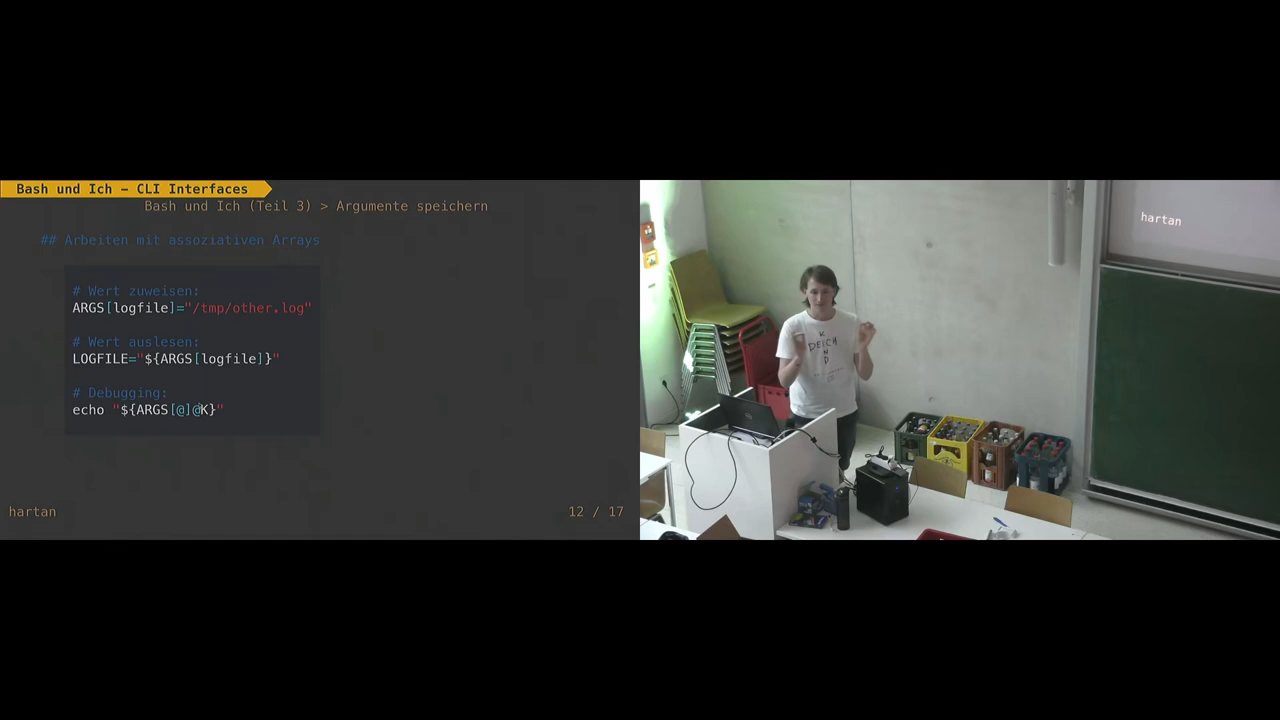 Bash und Ich - CLI Interfaces
Bash und Ich (Teil 3) > Argumente speichern
## Arbeiten mit assoziativen Arrays
# Wert zuweisen:
ARGS[logfile]="/tmp/other.log"
# Wert auslesen:
LOGFILE="${ARGS[logfile]}"
# Debugging:
echo "${ARGS[@]@K}"
hartan
12 / 17
hartan
DEICH
K
N
D